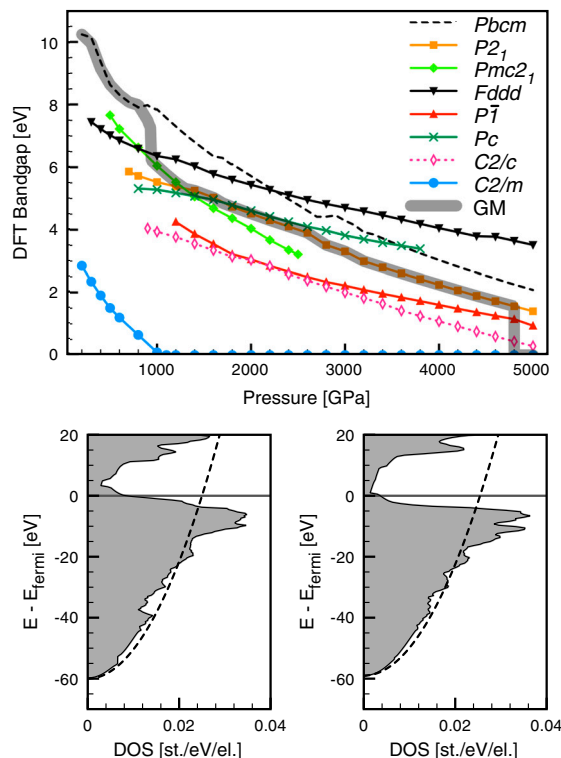 DFT Bandgap [eV]
10
8
6
4
2
0
1000 2000 3000 4000 5000
Pressure [GPa]
Pbcm
P2₁
Pmc2₁
Fddd
P1̄
Pc
C2/c
C2/m
GM
E - E_fermi [eV]
20
0
-20
-40
-60
0 0.02 0.04
DOS [st./eV/el.]
E - E_fermi [eV]
20
0
-20
-40
-60
0 0.02 0.04
DOS [st./eV/el.]